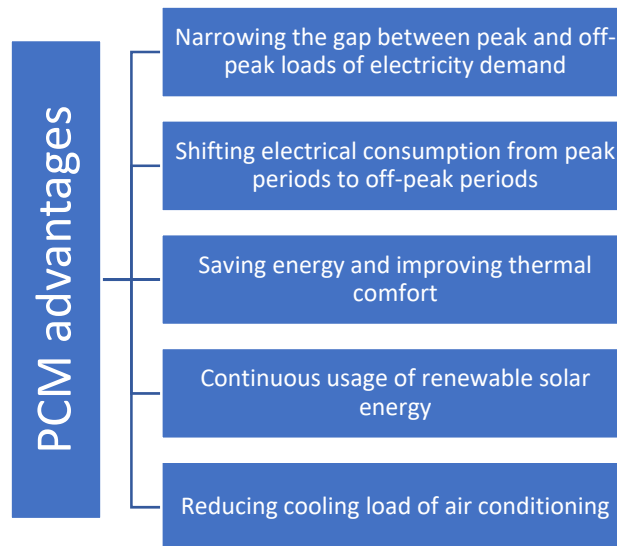 PCM advantages
Narrowing the gap between peak and off-
peak loads of electricity demand
Shifting electrical consumption from peak
periods to off-peak periods
Saving energy and improving thermal
comfort
Continuous usage of renewable solar
energy
Reducing cooling load of air conditioning